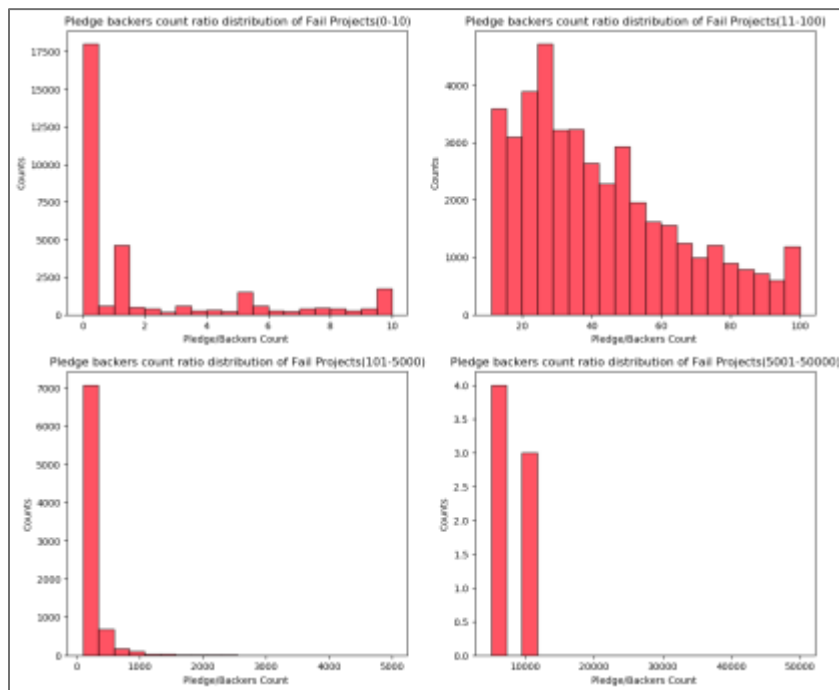 Pledge backers count ratio distribution of Fail Projects(0-10)
17500
15000
12500
10000
7500
5000
2500
0
Counts
0 2 4 6 8 10
Pledge/Backers Count
Pledge backers count ratio distribution of Fail Projects(11-100)
4000
3000
2000
1000
0
Counts
20 40 60 80 100
Pledge/Backers Count
Pledge backers count ratio distribution of Fail Projects(101-5000)
7000
6000
5000
4000
3000
2000
1000
0
Counts
0 1000 2000 3000 4000 5000
Pledge/Backers Count
Pledge backers count ratio distribution of Fail Projects(5001-50000)
4.0
3.5
3.0
2.5
2.0
1.5
1.0
0.5
0.0
Counts
10000 20000 30000 40000 50000
Pledge/Backers Count